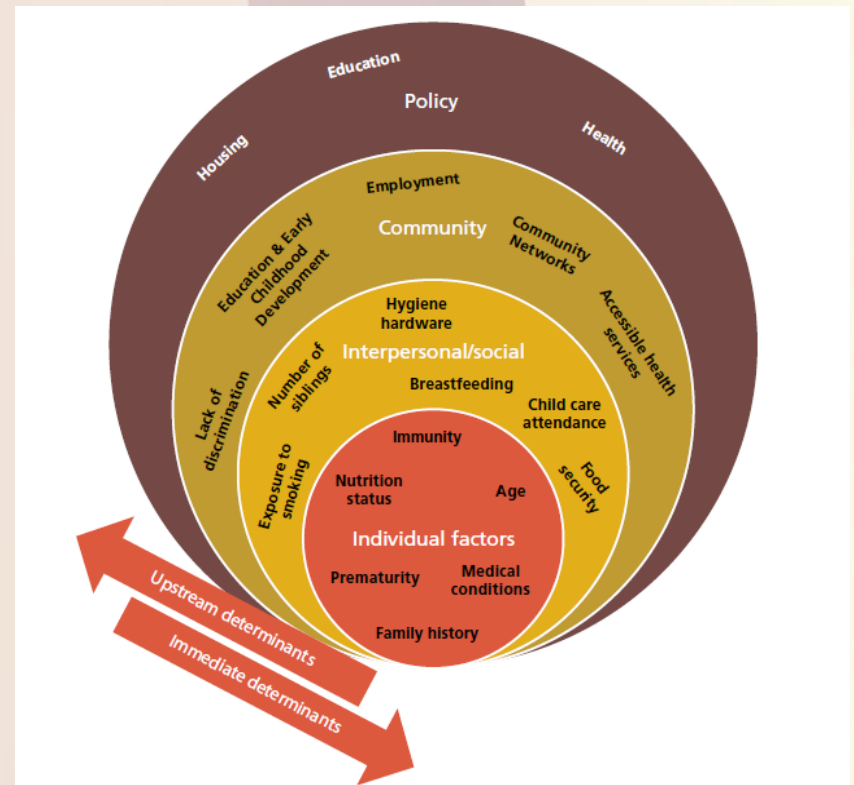 Education
Policy
Housing
Health
Employment
Community
Education & Early
Childhood
Development
Community
Networks
Accessible health
services
Lack of
discrimination
Hygiene
hardware
Interpersonal/social
Number of
siblings
Breastfeeding
Child care
attendance
Exposure to
smoking
Food
security
Immunity
Nutrition
status
Age
Individual factors
Prematurity
Medical
conditions
Family history
Upstream determinants
Immediate determinants